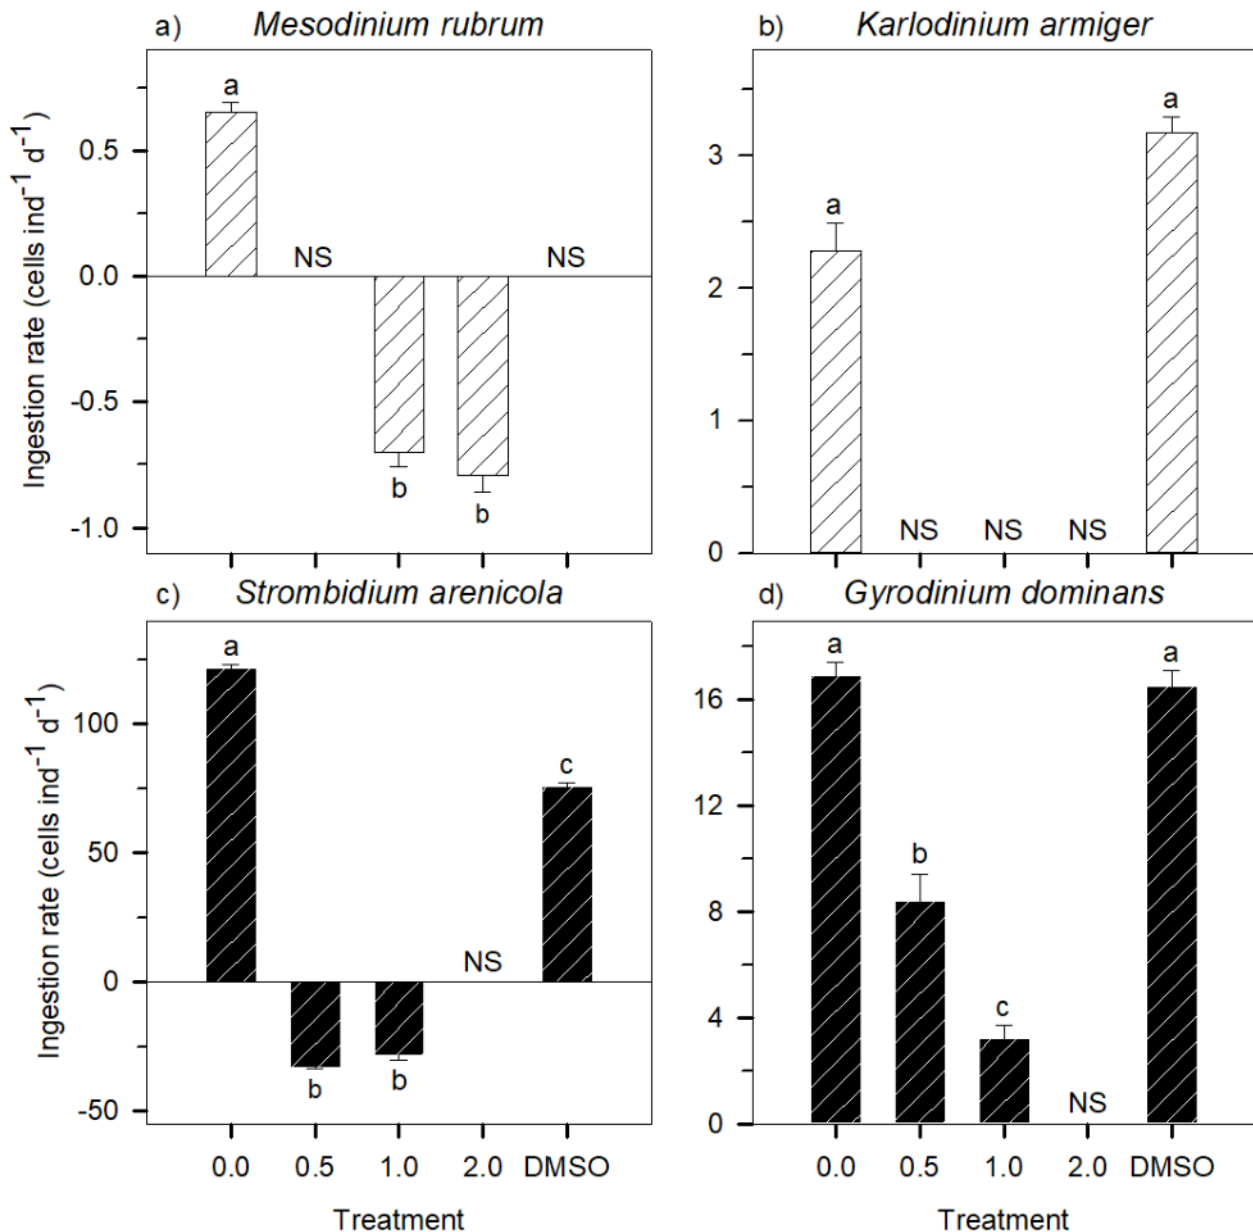 a) Mesodinium rubrum
b) Karlodinium armiger
Ingestion rate (cells ind⁻¹ d⁻¹)
0.5
0.0
-0.5
-1.0
a
NS
b
b
NS
3
2
1
0
a
NS
NS
NS
a
c) Strombidium arenicola
d) Gyrodinium dominans
Ingestion rate (cells ind⁻¹ d⁻¹)
100
50
0
-50
a
b
b
NS
c
0.0 0.5 1.0 2.0 DMSO
Treatment
16
12
8
4
0
a
b
c
NS
a
0.0 0.5 1.0 2.0 DMSO
Treatment